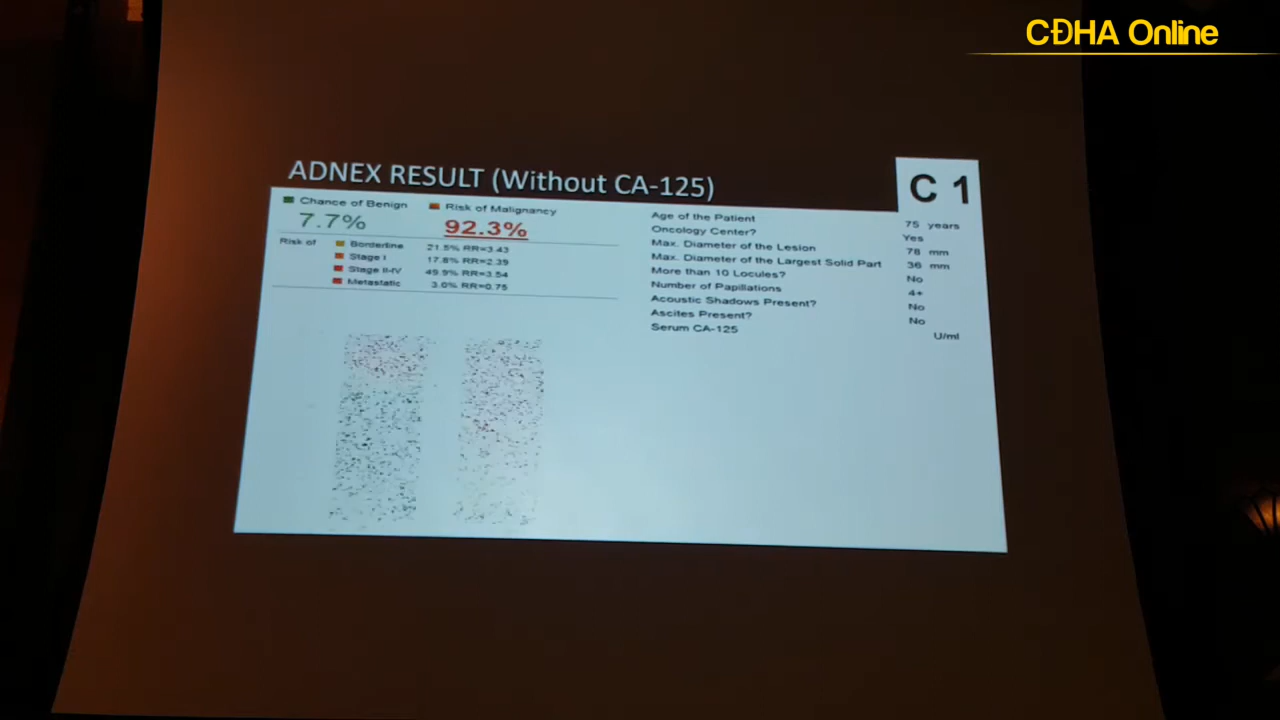 CĐHA Online
ADNEX RESULT (Without CA-125)
C 1
Chance of Benign
7.7%
Risk of Malignancy
92.3%
Risk of
Borderline 21.5% RR=3.43
Stage I 17.8% RR=2.39
Stage II-IV 49.9% RR=3.54
Metastatic 3.0% RR=0.75
Age of the Patient 75 years
Oncology Center? Yes
Max. Diameter of the Lesion 78 mm
Max. Diameter of the Largest Solid Part 36 mm
More than 10 Locules? No
Number of Papillations 4+
Acoustic Shadows Present? No
Ascites Present? No
Serum CA-125 U/ml